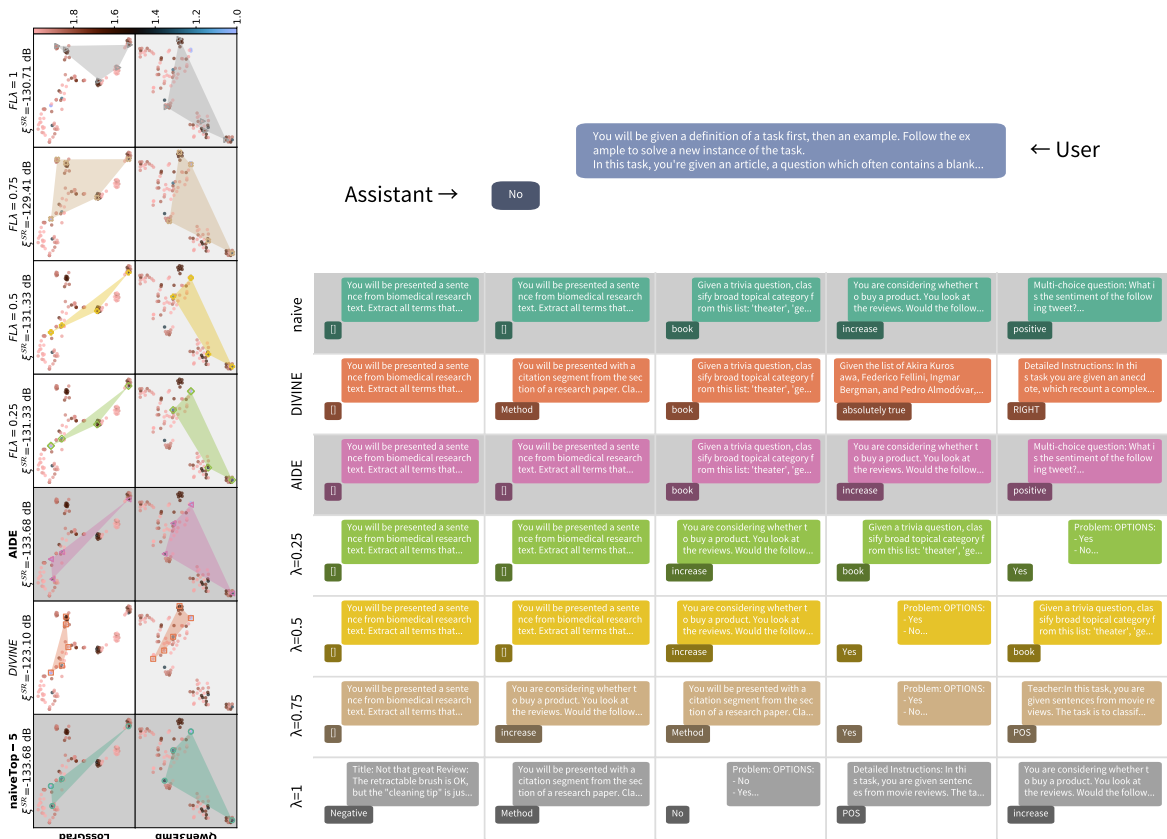 1.8
1.6
1.4
1.2
1.0
FLλ = 1
ξ^SR=-130.71 dB
FLλ = 0.75
ξ^SR=-129.41 dB
FLλ = 0.5
ξ^SR=-131.33 dB
FLλ = 0.25
ξ^SR=-131.33 dB
AIDE
ξ^SR=-133.68 dB
DIVINE
ξ^SR=-123.10 dB
naiveTop − 5
ξ^SR=-133.68 dB
LossGrad
Qwen3Emb
You will be given a definition of a task first, then an example. Follow the ex
ample to solve a new instance of the task.
In this task, you're given an article, a question which often contains a blank...
← User
Assistant →
No
naive
You will be presented a sente
nce from biomedical research
text. Extract all terms that...
[]
You will be presented a sente
nce from biomedical research
text. Extract all terms that...
[]
Given a trivia question, clas
sify broad topical category f
rom this list: 'theater', 'ge...
book
You are considering whether t
o buy a product. You look at
the reviews. Would the follow...
increase
Multi-choice question: What i
s the sentiment of the follow
ing tweet?...
positive
DIVINE
You will be presented a sente
nce from biomedical research
text. Extract all terms that...
[]
You will be presented with a
citation segment from the sec
tion of a research paper. Cla...
Method
Given a trivia question, clas
sify broad topical category f
rom this list: 'theater', 'ge...
book
Given the list of Akira Kuros
awa, Federico Fellini, Ingmar
Bergman, and Pedro Almodóvar,...
absolutely true
Detailed Instructions: In thi
s task you are given an anecd
ote, which recount a complex...
RIGHT
AIDE
You will be presented a sente
nce from biomedical research
text. Extract all terms that...
[]
You will be presented a sente
nce from biomedical research
text. Extract all terms that...
[]
Given a trivia question, clas
sify broad topical category f
rom this list: 'theater', 'ge...
book
You are considering whether t
o buy a product. You look at
the reviews. Would the follow...
increase
Multi-choice question: What i
s the sentiment of the follow
ing tweet?...
positive
λ=0.25
You will be presented a sente
nce from biomedical research
text. Extract all terms that...
[]
You will be presented a sente
nce from biomedical research
text. Extract all terms that...
[]
You are considering whether t
o buy a product. You look at
the reviews. Would the follow...
increase
Given a trivia question, clas
sify broad topical category f
rom this list: 'theater', 'ge...
book
Problem: OPTIONS:
- Yes
- No...
Yes
λ=0.5
You will be presented a sente
nce from biomedical research
text. Extract all terms that...
[]
You will be presented a sente
nce from biomedical research
text. Extract all terms that...
[]
You are considering whether t
o buy a product. You look at
the reviews. Would the follow...
increase
Problem: OPTIONS:
- Yes
- No...
Yes
Given a trivia question, clas
sify broad topical category f
rom this list: 'theater', 'ge...
book
λ=0.75
You will be presented a sente
nce from biomedical research
text. Extract all terms that...
[]
You are considering whether t
o buy a product. You look at
the reviews. Would the follow...
increase
You will be presented with a
citation segment from the sec
tion of a research paper. Cla...
Method
Problem: OPTIONS:
- Yes
- No...
Yes
Teacher:In this task, you are
given sentences from movie re
views. The task is to classif...
POS
λ=1
Title: Not that great Review:
The retractable brush is OK,
but the "cleaning tip" is jus...
Negative
You will be presented with a
citation segment from the sec
tion of a research paper. Cla...
Method
Problem: OPTIONS:
- No
- Yes...
No
Detailed Instructions: In thi
s task, you are given sentenc
es from movie reviews. The ta...
POS
You are considering whether t
o buy a product. You look at
the reviews. Would the follow...
increase